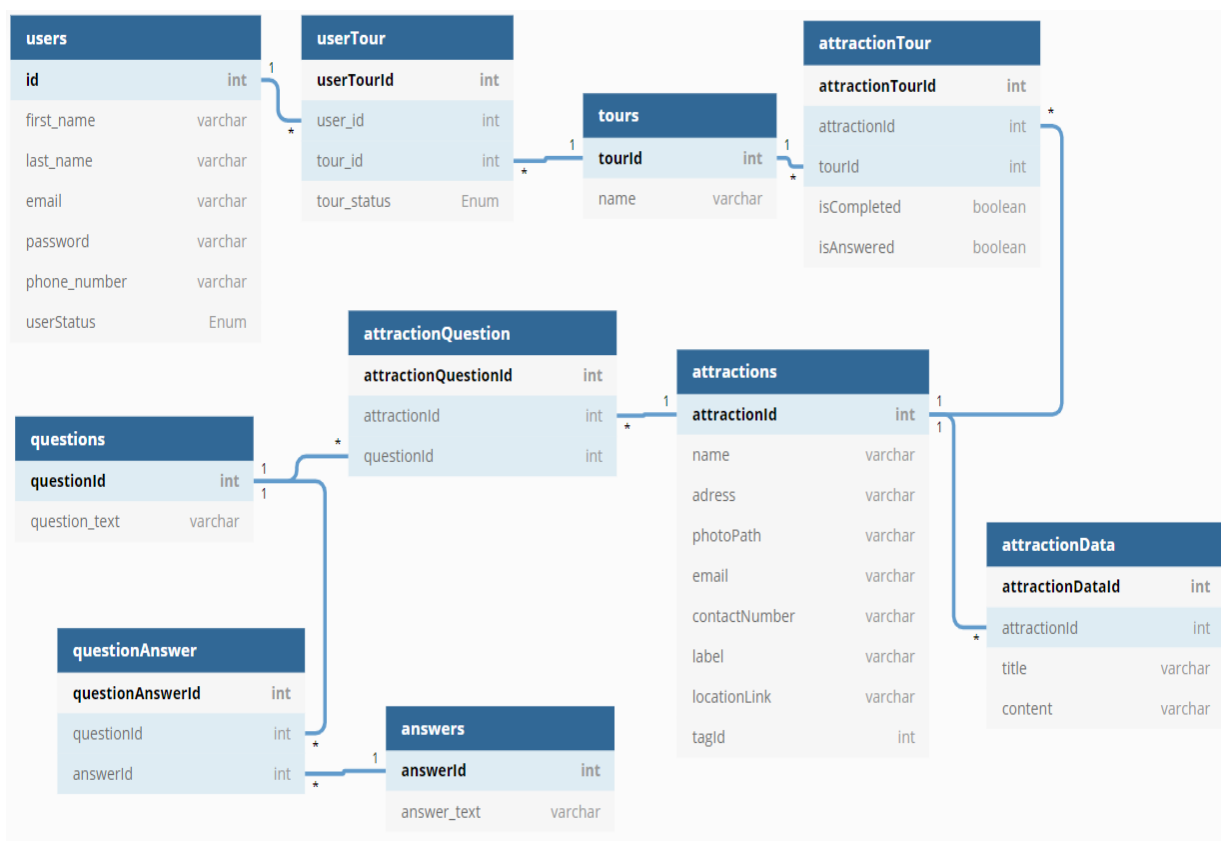 users
id int
first_name varchar
last_name varchar
email varchar
password varchar
phone_number varchar
userStatus Enum
1
*
userTour
userTourId int
user_id int
tour_id int
tour_status Enum
*
1
tours
tourId int
name varchar
1
*
attractionTour
attractionTourId int
attractionId int
tourId int
isCompleted boolean
isAnswered boolean
*
attractionQuestion
attractionQuestionId int
attractionId int
questionId int
*
*
1
attractions
attractionId int
name varchar
adress varchar
photoPath varchar
email varchar
contactNumber varchar
label varchar
locationLink varchar
tagId int
1
1
questions
questionId int
question_text varchar
1
1
attractionData
attractionDataId int
attractionId int
title varchar
content varchar
*
questionAnswer
questionAnswerId int
questionId int
answerId int
*
*
1
answers
answerId int
answer_text varchar